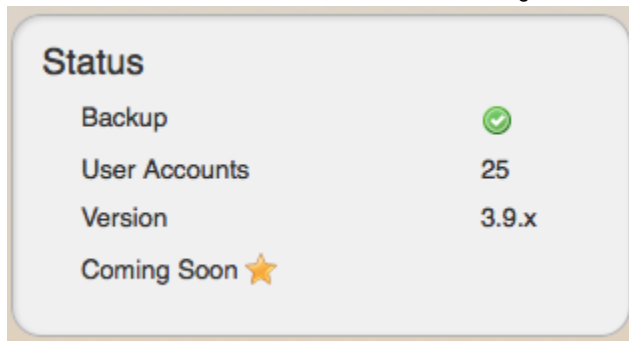 Status
Backup
User Accounts 25
Version 3.9.x
Coming Soon